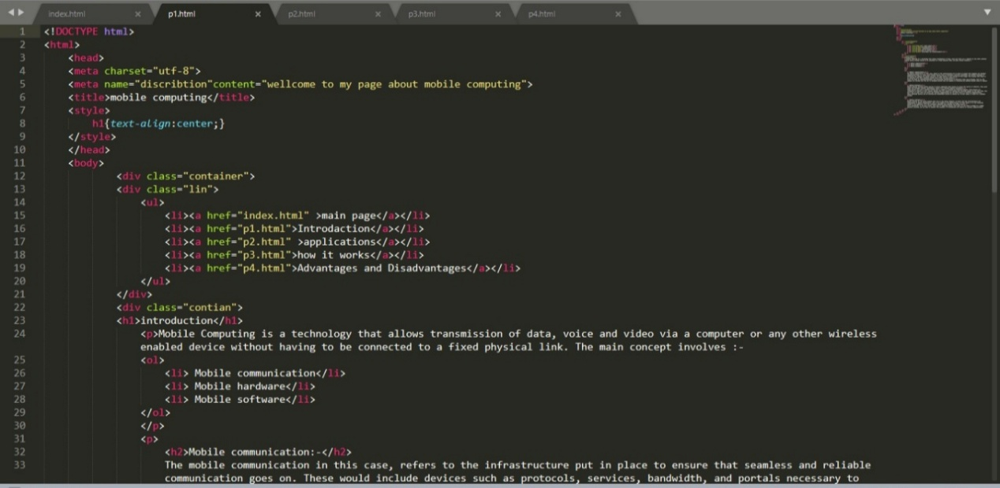 index.html × p1.html × p2.html × p3.html × p4.html ×
1 <!DOCTYPE html>
2 <html>
3 <head>
4 <meta charset="utf-8">
5 <meta name="discribtion"content="wellcome to my page about mobile computing">
6 <title>mobile computing</title>
7 <style>
8 h1{text-align:center;}
9 </style>
10 </head>
11 <body>
12 <div class="container">
13 <div class="lin">
14 <ul>
15 <li><a href="index.html" >main page</a></li>
16 <li><a href="p1.html">Introdaction</a></li>
17 <li><a href="p2.html" >applications</a></li>
18 <li><a href="p3.html">how it works</a></li>
19 <li><a href="p4.html">Advantages and Disadvantages</a></li>
20 </ul>
21 </div>
22 <div class="contian">
23 <h1>introduction</h1>
24 <p>Mobile Computing is a technology that allows transmission of data, voice and video via a computer or any other wireless
enabled device without having to be connected to a fixed physical link. The main concept involves :-
25 <ol>
26 <li> Mobile communication</li>
27 <li> Mobile hardware</li>
28 <li> Mobile software</li>
29 </ol>
30 </p>
31 <p>
32 <h2>Mobile communication:-</h2>
33 The mobile communication in this case, refers to the infrastructure put in place to ensure that seamless and reliable
communication goes on. These would include devices such as protocols, services, bandwidth, and portals necessary to